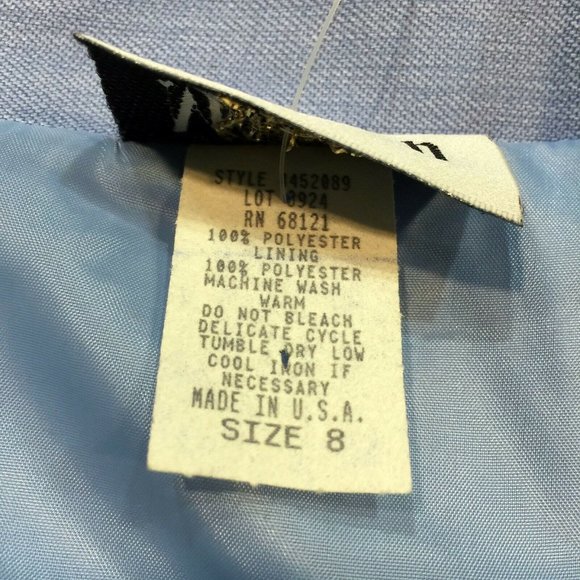 STYLE 0452089
LOT 0924
RN 68121
100% POLYESTER
LINING
100% POLYESTER
MACHINE WASH
WARM
DO NOT BLEACH
DELICATE CYCLE
TUMBLE DRY LOW
COOL IRON IF
NECESSARY
MADE IN U.S.A.
SIZE 8